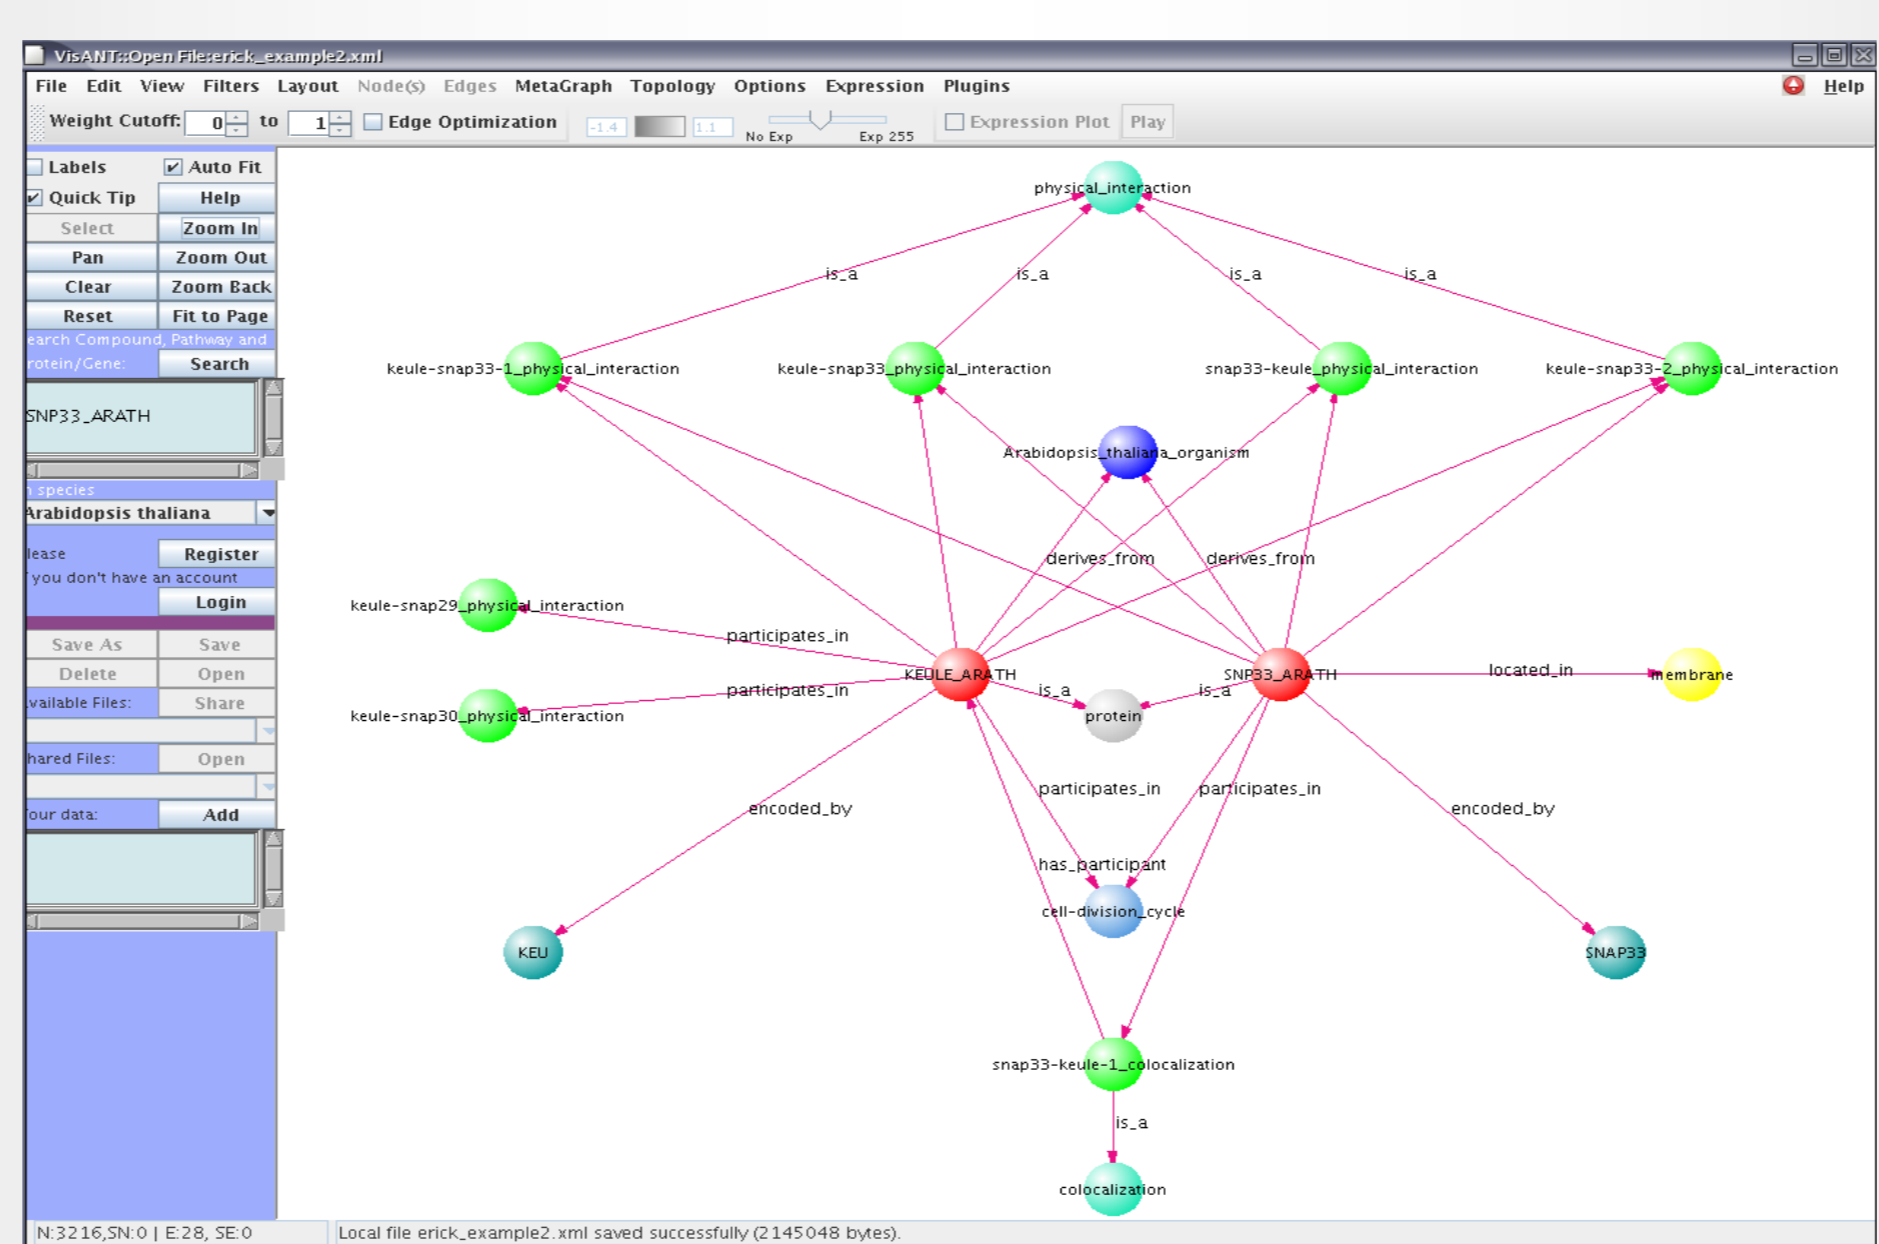 VisANT::Open File:erick_example2.xml
File Edit View Filters Layout Node(s) Edges MetaGraph Topology Options Expression Plugins Help
Weight Cutoff: 0 to 1 Edge Optimization -1.4 1.1 No Exp Exp 255 Expression Plot Play
Labels Auto Fit
Quick Tip Help
Select Zoom In
Pan Zoom Out
Clear Zoom Back
Reset Fit to Page
earch Compound, Pathway and
rotein/Gene: Search
SNP33_ARATH
n species
Arabidopsis thaliana
lease Register
you don't have an account
Login
Save As Save
Delete Open
vailable Files: Share
hared Files: Open
our data: Add
physical_interaction
is_a is_a is_a is_a
keule-snap33-1_physical_interaction keule-snap33_physical_interaction snap33-keule_physical_interaction keule-snap33-2_physical_interaction
Arabidopsis_thaliana_organism
derives_from derives_from
keule-snap29_physical_interaction
participates_in
KEULE_ARATH SNP33_ARATH located_in membrane
participates_in is_a is_a
keule-snap30_physical_interaction protein
participates_in participates_in
encoded_by encoded_by
has_participant
cell-division_cycle
KEU SNAP33
snap33-keule-1_colocalization
is_a
colocalization
N:3216,SN:0 | E:28, SE:0 Local file erick_example2.xml saved successfully (2145048 bytes).